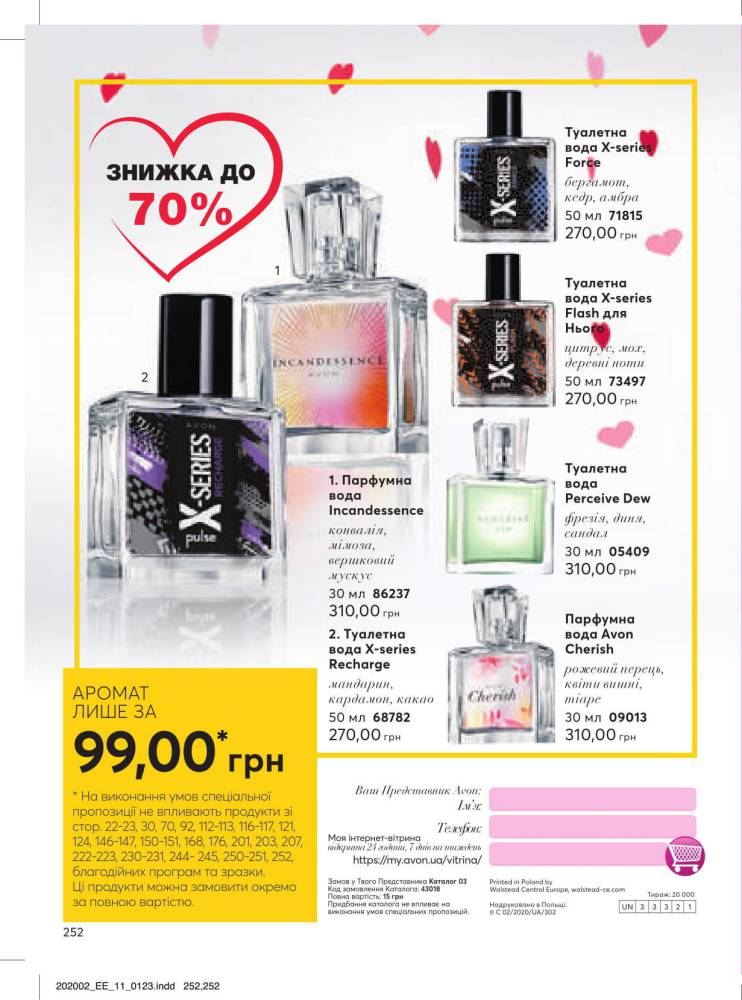 ЗНИЖКА ДО
70%
1
2
INCANDESSENCE
AVON
AVON
X-SERIES
RECHARGE
pulse
X-SERIES
pulse
X-SERIES
pulse
Cherish
Туалетна
вода X-series
Force
бергамот,
кедр, амбра
50 мл 71815
270,00 грн
Туалетна
вода X-series
Flash для
Нього
цитрус, мох,
деревні ноти
50 мл 73497
270,00 грн
Туалетна
вода
Perceive Dew
фрезія, диня,
сандал
30 мл 05409
310,00 грн
Парфумна
вода Avon
Cherish
рожевий перець,
квіти вишні,
тіаре
30 мл 09013
310,00 грн
1. Парфумна
вода
Incandessence
конвалія,
мімоза,
вершковий
мускус
30 мл 86237
310,00 грн
2. Туалетна
вода X-series
Recharge
мандарин,
кардамон, какао
50 мл 68782
270,00 грн
АРОМАТ
ЛИШЕ ЗА
99,00* грн
* На виконання умов спеціальної
пропозиції не впливають продукти зі
стор. 22-23, 30, 70, 92, 112-113, 116-117, 121,
124, 146-147, 150-151, 168, 176, 201, 203, 207,
222-223, 230-231, 244- 245, 250-251, 252,
благодійних програм та зразки.
Ці продукти можна замовити окремо
за повною вартістю.
Ваш Представник Avon:
Ім'я:
Телефон:
Моя інтернет-вітрина
відкрита 24 години, 7 днів на тиждень
https://my.avon.ua/vitrina/
Замов у Твого Представника Каталог 03
Код замовлення Каталога: 43018
Повна вартість: 15 грн
Придбання каталога не впливає на
виконання умов спеціальних пропозицій.
Printed in Poland by
Walstead Central Europe, walstead-ce.com
Надруковано в Польщі.
© C 02/2020/UA/302
Тираж: 20 000
UN 3 3 3 2 1
252
202002_EE_11_0123.indd 252,252